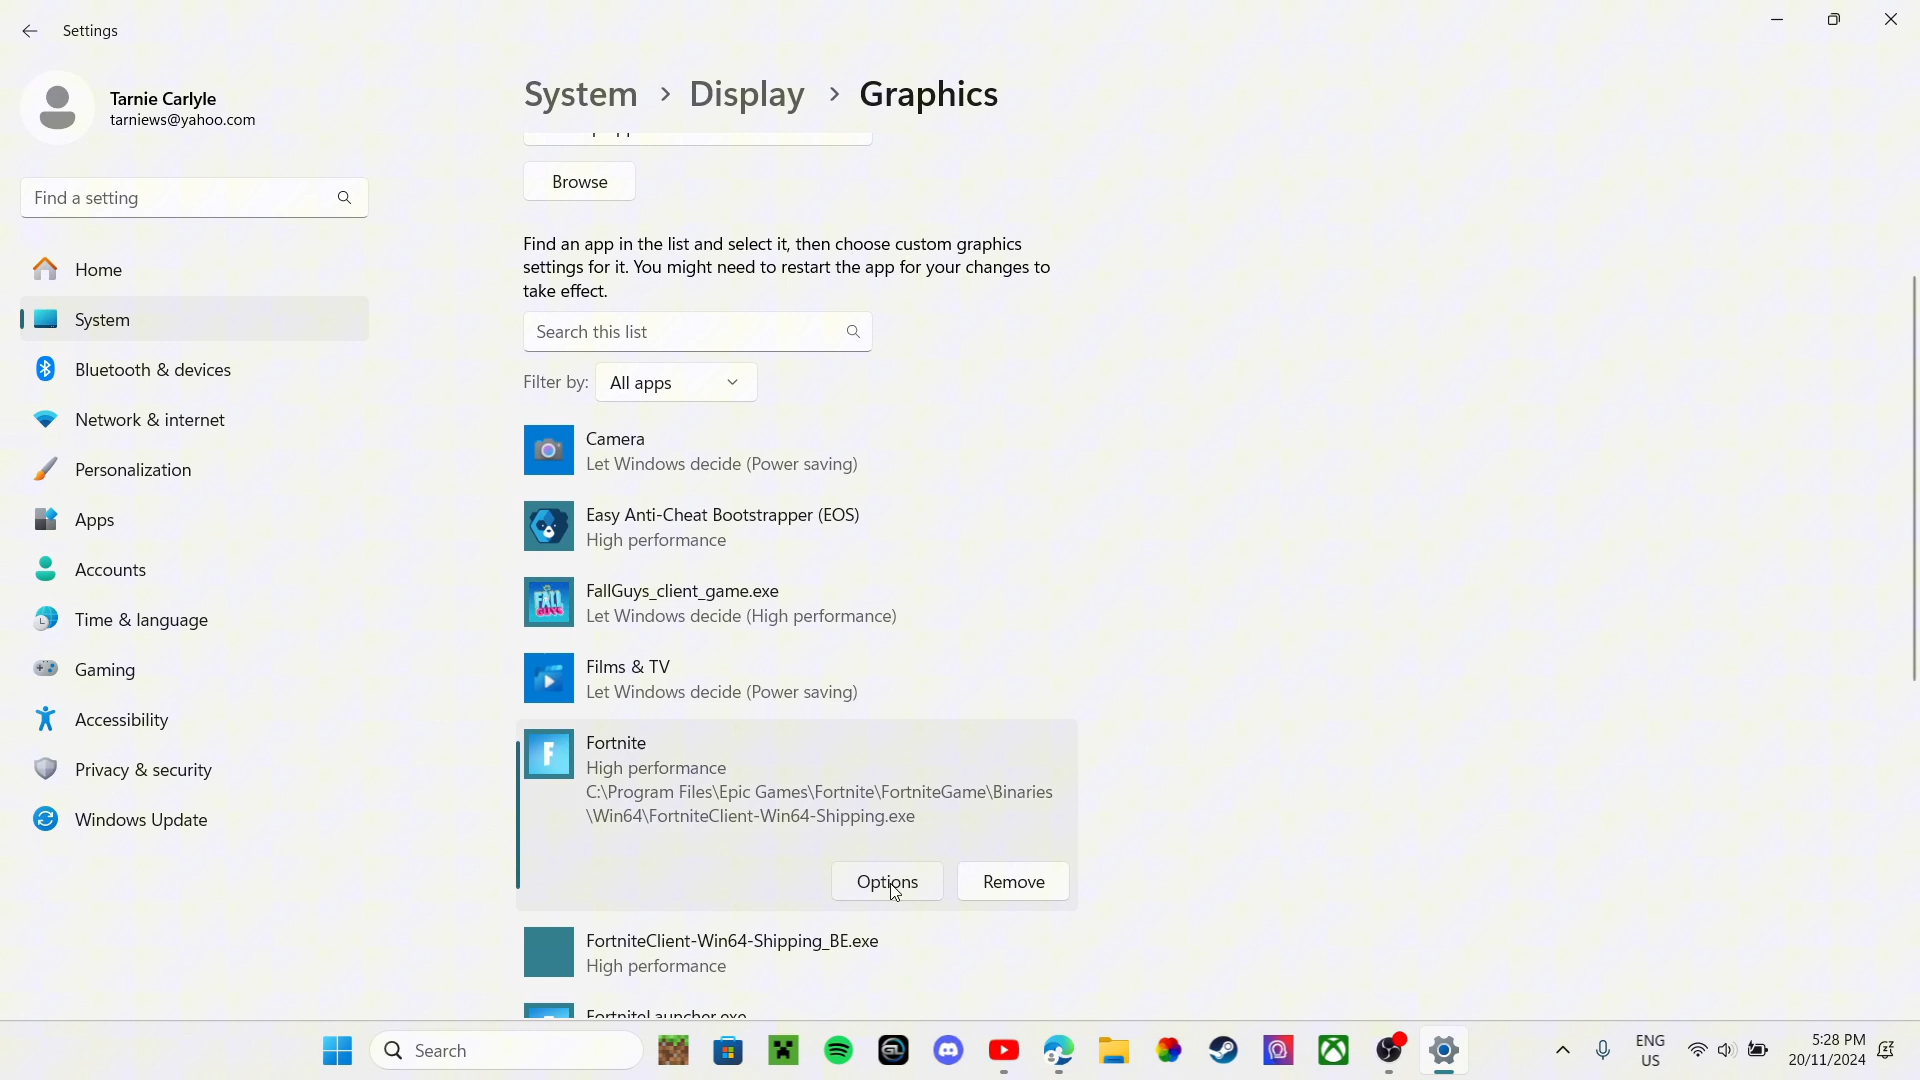 Settings
Tarnie Carlyle
tarniews@yahoo.com
Find a setting
Home
System
Bluetooth & devices
Network & internet
Personalization
Apps
Accounts
Time & language
Gaming
Accessibility
Privacy & security
Windows Update
System > Display > Graphics
Browse
Find an app in the list and select it, then choose custom graphics
settings for it. You might need to restart the app for your changes to
take effect.
Search this list
Filter by: All apps
Camera
Let Windows decide (Power saving)
Easy Anti-Cheat Bootstrapper (EOS)
High performance
FallGuys_client_game.exe
Let Windows decide (High performance)
Films & TV
Let Windows decide (Power saving)
Fortnite
High performance
C:\Program Files\Epic Games\Fortnite\FortniteGame\Binaries
\Win64\FortniteClient-Win64-Shipping.exe
Options Remove
FortniteClient-Win64-Shipping_BE.exe
High performance
FortniteLauncher.exe
Search
ENG
US
5:28 PM
20/11/2024